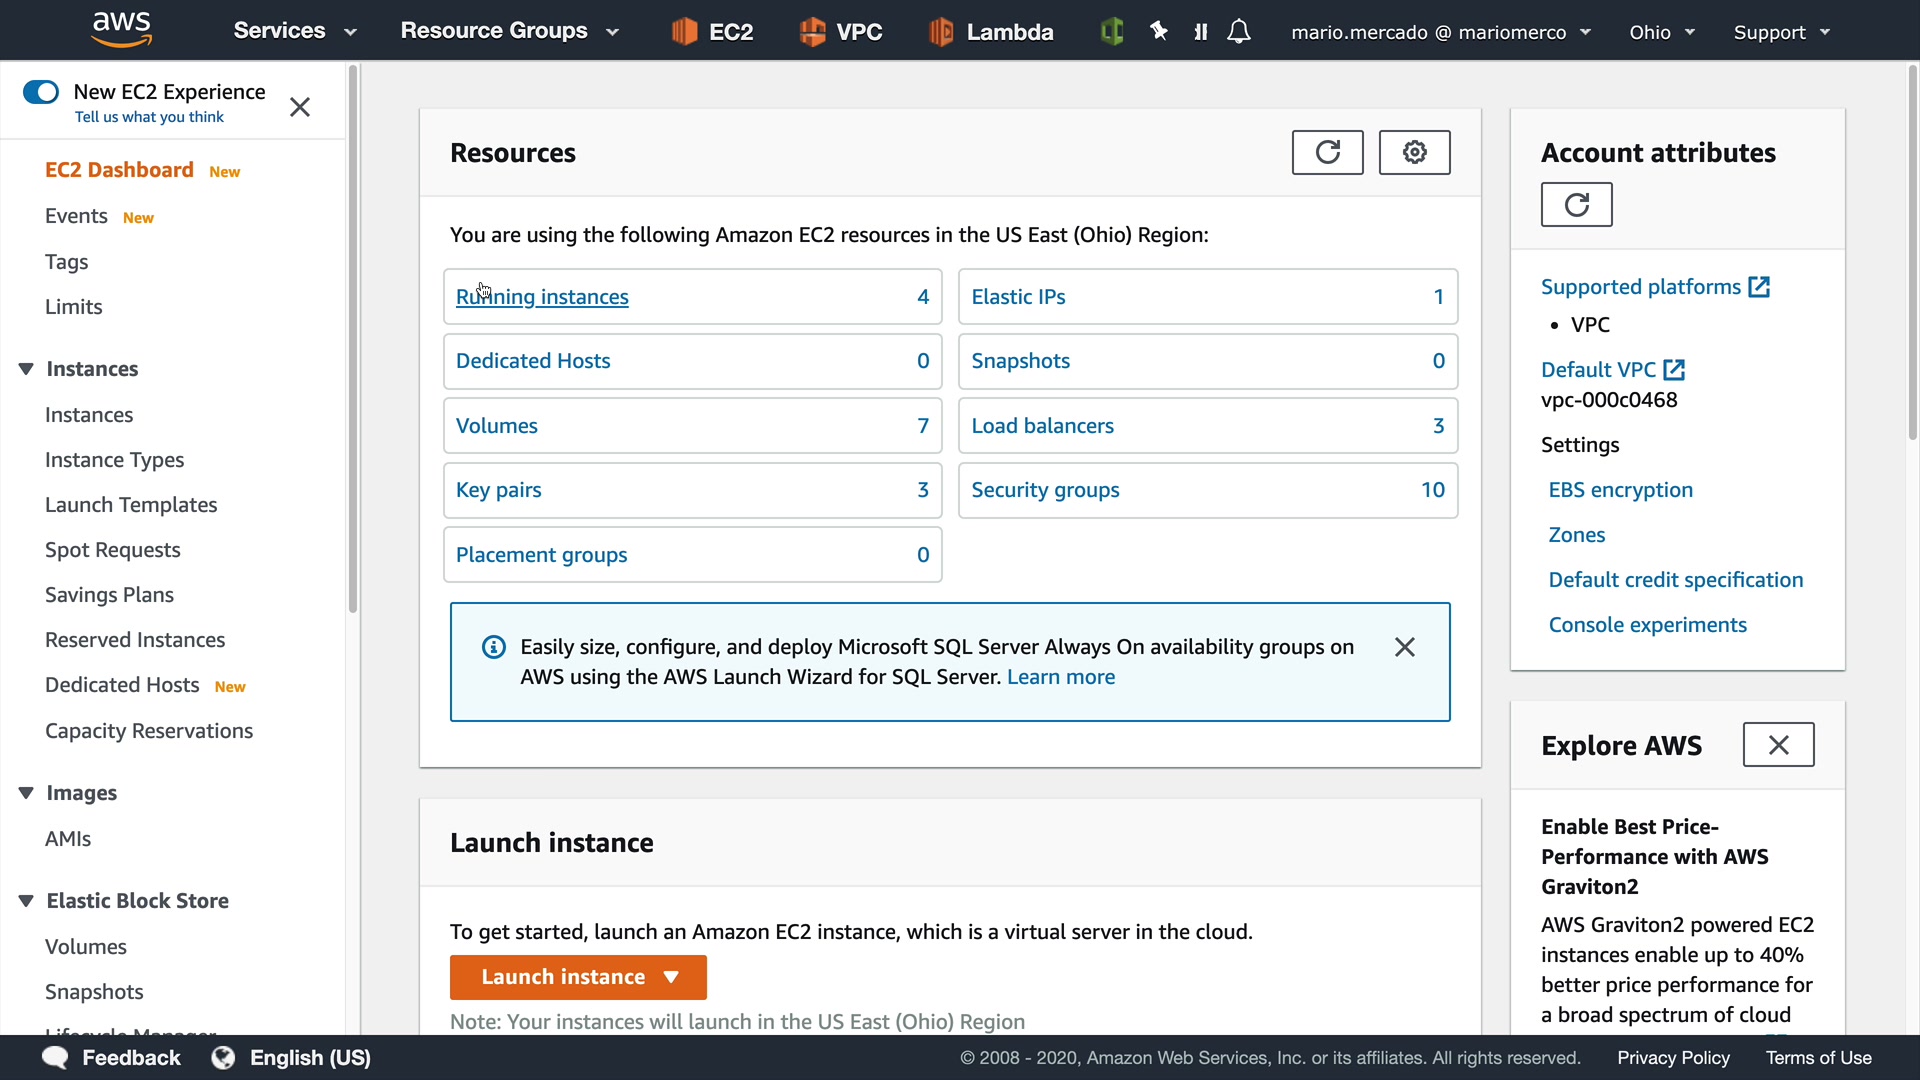 aws
Services
Resource Groups
EC2
VPC
Lambda
mario.mercado @ mariomerco
Ohio
Support
New EC2 Experience
Tell us what you think
EC2 Dashboard New
Events New
Tags
Limits
Instances
Instances
Instance Types
Launch Templates
Spot Requests
Savings Plans
Reserved Instances
Dedicated Hosts New
Capacity Reservations
Images
AMIs
Elastic Block Store
Volumes
Snapshots
Lifecycle Manager
Resources
You are using the following Amazon EC2 resources in the US East (Ohio) Region:
Running instances 4
Elastic IPs 1
Dedicated Hosts 0
Snapshots 0
Volumes 7
Load balancers 3
Key pairs 3
Security groups 10
Placement groups 0
Easily size, configure, and deploy Microsoft SQL Server Always On availability groups on
AWS using the AWS Launch Wizard for SQL Server. Learn more
Launch instance
To get started, launch an Amazon EC2 instance, which is a virtual server in the cloud.
Launch instance
Note: Your instances will launch in the US East (Ohio) Region
Account attributes
Supported platforms
• VPC
Default VPC
vpc-000c0468
Settings
EBS encryption
Zones
Default credit specification
Console experiments
Explore AWS
Enable Best Price-
Performance with AWS
Graviton2
AWS Graviton2 powered EC2
instances enable up to 40%
better price performance for
a broad spectrum of cloud
Feedback
English (US)
© 2008 - 2020, Amazon Web Services, Inc. or its affiliates. All rights reserved.
Privacy Policy
Terms of Use